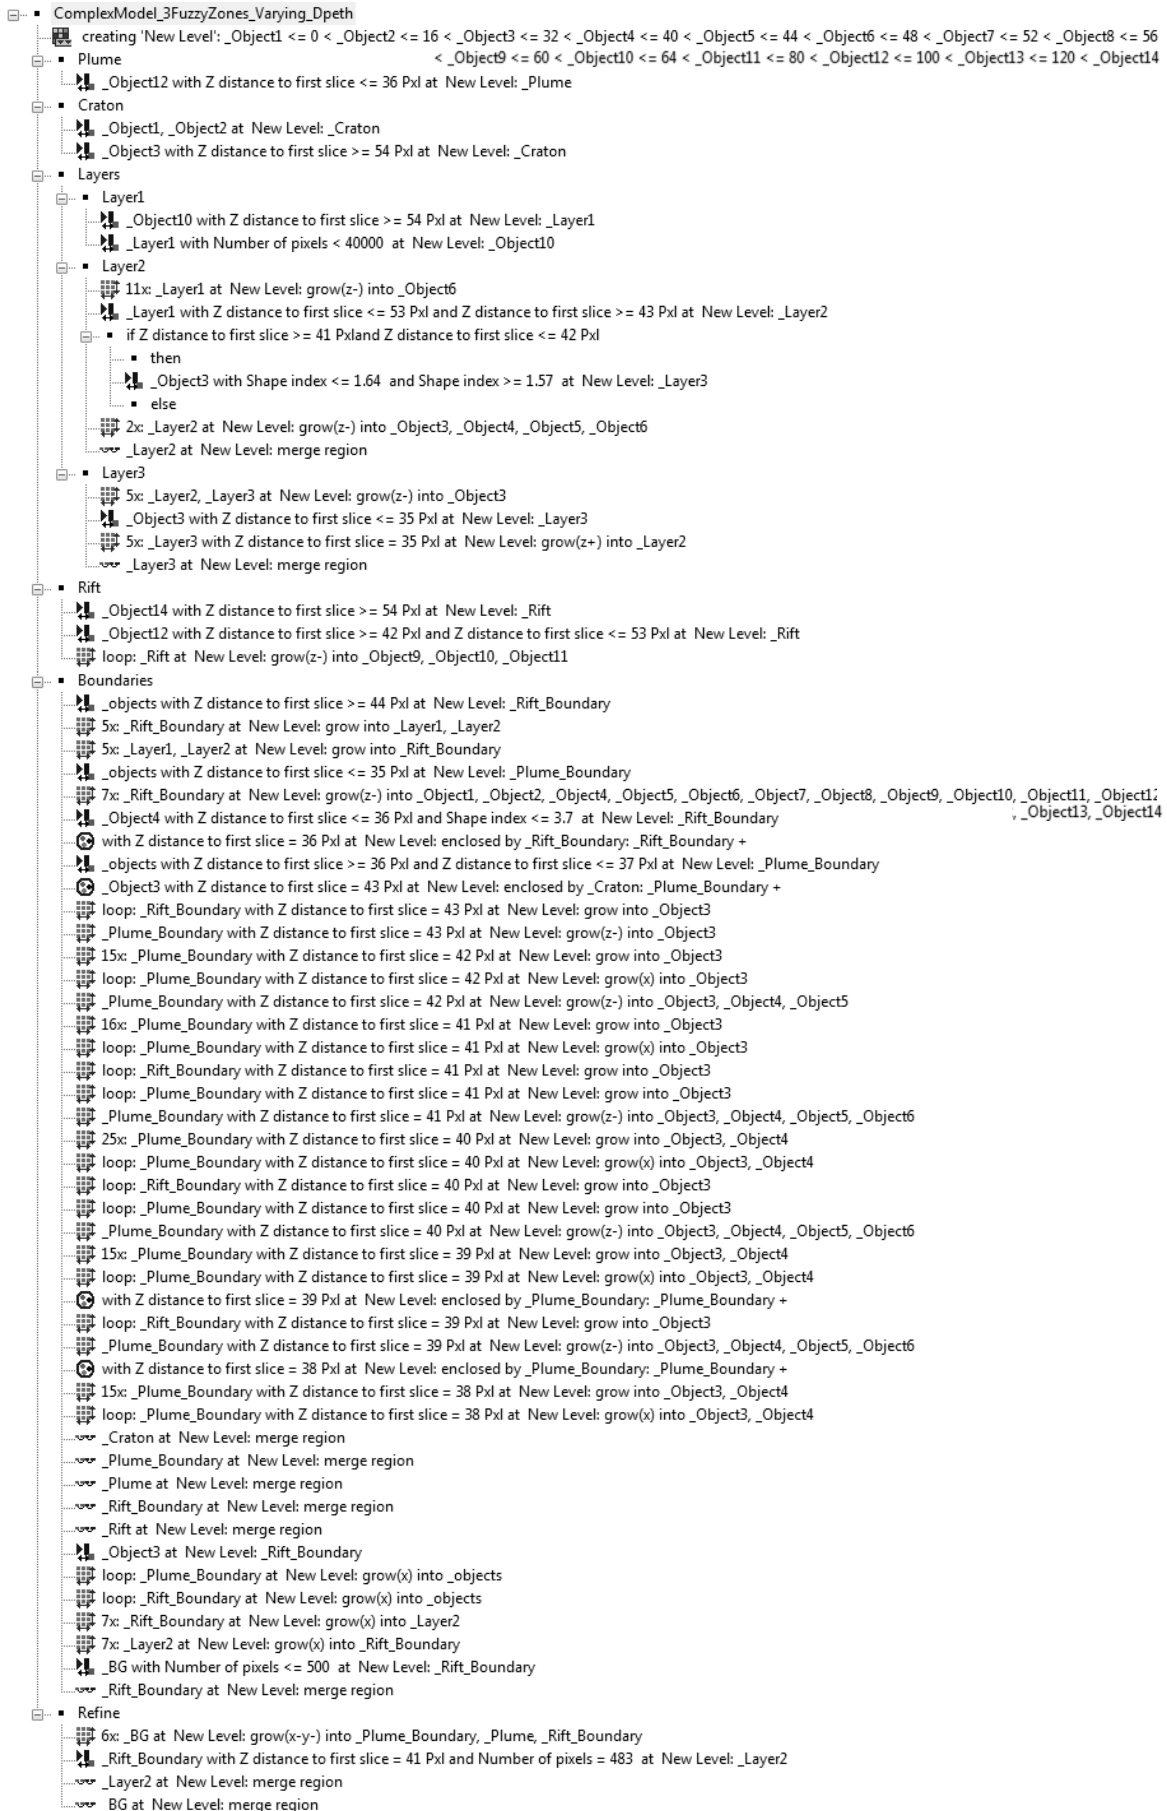 ComplexModel_3FuzzyZones_Varying_Dpeth
creating 'New Level': _Object1 <= 0 < _Object2 <= 16 < _Object3 <= 32 < _Object4 <= 40 < _Object5 <= 44 < _Object6 <= 48 < _Object7 <= 52 < _Object8 <= 56
< _Object9 <= 60 < _Object10 <= 64 < _Object11 <= 80 < _Object12 <= 100 < _Object13 <= 120 < _Object14
Plume
_Object12 with Z distance to first slice <= 36 Pxl at New Level: _Plume
Craton
_Object1, _Object2 at New Level: _Craton
_Object3 with Z distance to first slice >= 54 Pxl at New Level: _Craton
Layers
Layer1
_Object10 with Z distance to first slice >= 54 Pxl at New Level: _Layer1
_Layer1 with Number of pixels < 40000 at New Level: _Object10
Layer2
11x: _Layer1 at New Level: grow(z-) into _Object6
_Layer1 with Z distance to first slice <= 53 Pxl and Z distance to first slice >= 43 Pxl at New Level: _Layer2
if Z distance to first slice >= 41 Pxland Z distance to first slice <= 42 Pxl
then
_Object3 with Shape index <= 1.64 and Shape index >= 1.57 at New Level: _Layer3
else
2x: _Layer2 at New Level: grow(z-) into _Object3, _Object4, _Object5, _Object6
_Layer2 at New Level: merge region
Layer3
5x: _Layer2, _Layer3 at New Level: grow(z-) into _Object3
_Object3 with Z distance to first slice <= 35 Pxl at New Level: _Layer3
5x: _Layer3 with Z distance to first slice = 35 Pxl at New Level: grow(z+) into _Layer2
_Layer3 at New Level: merge region
Rift
_Object14 with Z distance to first slice >= 54 Pxl at New Level: _Rift
_Object12 with Z distance to first slice >= 42 Pxl and Z distance to first slice <= 53 Pxl at New Level: _Rift
loop: _Rift at New Level: grow(z-) into _Object9, _Object10, _Object11
Boundaries
_objects with Z distance to first slice >= 44 Pxl at New Level: _Rift_Boundary
5x: _Rift_Boundary at New Level: grow into _Layer1, _Layer2
5x: _Layer1, _Layer2 at New Level: grow into _Rift_Boundary
_objects with Z distance to first slice <= 35 Pxl at New Level: _Plume_Boundary
7x: _Rift_Boundary at New Level: grow(z-) into _Object1, _Object2, _Object4, _Object5, _Object6, _Object7, _Object8, _Object9, _Object10, _Object11, _Object12
, _Object13, _Object14
_Object4 with Z distance to first slice <= 36 Pxl and Shape index <= 3.7 at New Level: _Rift_Boundary
with Z distance to first slice = 36 Pxl at New Level: enclosed by _Rift_Boundary: _Rift_Boundary +
_objects with Z distance to first slice >= 36 Pxl and Z distance to first slice <= 37 Pxl at New Level: _Plume_Boundary
_Object3 with Z distance to first slice = 43 Pxl at New Level: enclosed by _Craton: _Plume_Boundary +
loop: _Rift_Boundary with Z distance to first slice = 43 Pxl at New Level: grow into _Object3
_Plume_Boundary with Z distance to first slice = 43 Pxl at New Level: grow(z-) into _Object3
15x: _Plume_Boundary with Z distance to first slice = 42 Pxl at New Level: grow into _Object3
loop: _Plume_Boundary with Z distance to first slice = 42 Pxl at New Level: grow(x) into _Object3
_Plume_Boundary with Z distance to first slice = 42 Pxl at New Level: grow(z-) into _Object3, _Object4, _Object5
16x: _Plume_Boundary with Z distance to first slice = 41 Pxl at New Level: grow into _Object3
loop: _Plume_Boundary with Z distance to first slice = 41 Pxl at New Level: grow(x) into _Object3
loop: _Rift_Boundary with Z distance to first slice = 41 Pxl at New Level: grow into _Object3
loop: _Plume_Boundary with Z distance to first slice = 41 Pxl at New Level: grow into _Object3
_Plume_Boundary with Z distance to first slice = 41 Pxl at New Level: grow(z-) into _Object3, _Object4, _Object5, _Object6
25x: _Plume_Boundary with Z distance to first slice = 40 Pxl at New Level: grow into _Object3, _Object4
loop: _Plume_Boundary with Z distance to first slice = 40 Pxl at New Level: grow(x) into _Object3, _Object4
loop: _Rift_Boundary with Z distance to first slice = 40 Pxl at New Level: grow into _Object3
loop: _Plume_Boundary with Z distance to first slice = 40 Pxl at New Level: grow into _Object3
_Plume_Boundary with Z distance to first slice = 40 Pxl at New Level: grow(z-) into _Object3, _Object4, _Object5, _Object6
15x: _Plume_Boundary with Z distance to first slice = 39 Pxl at New Level: grow into _Object3, _Object4
loop: _Plume_Boundary with Z distance to first slice = 39 Pxl at New Level: grow(x) into _Object3, _Object4
with Z distance to first slice = 39 Pxl at New Level: enclosed by _Plume_Boundary: _Plume_Boundary +
loop: _Rift_Boundary with Z distance to first slice = 39 Pxl at New Level: grow into _Object3
_Plume_Boundary with Z distance to first slice = 39 Pxl at New Level: grow(z-) into _Object3, _Object4, _Object5, _Object6
with Z distance to first slice = 38 Pxl at New Level: enclosed by _Plume_Boundary: _Plume_Boundary +
15x: _Plume_Boundary with Z distance to first slice = 38 Pxl at New Level: grow into _Object3, _Object4
loop: _Plume_Boundary with Z distance to first slice = 38 Pxl at New Level: grow(x) into _Object3, _Object4
_Craton at New Level: merge region
_Plume_Boundary at New Level: merge region
_Plume at New Level: merge region
_Rift_Boundary at New Level: merge region
_Rift at New Level: merge region
_Object3 at New Level: _Rift_Boundary
loop: _Plume_Boundary at New Level: grow(x) into _objects
loop: _Rift_Boundary at New Level: grow(x) into _objects
7x: _Rift_Boundary at New Level: grow(x) into _Layer2
7x: _Layer2 at New Level: grow(x) into _Rift_Boundary
_BG with Number of pixels <= 500 at New Level: _Rift_Boundary
_Rift_Boundary at New Level: merge region
Refine
6x: _BG at New Level: grow(x-y-) into _Plume_Boundary, _Plume, _Rift_Boundary
_Rift_Boundary with Z distance to first slice = 41 Pxl and Number of pixels = 483 at New Level: _Layer2
_Layer2 at New Level: merge region
_BG at New Level: merge region